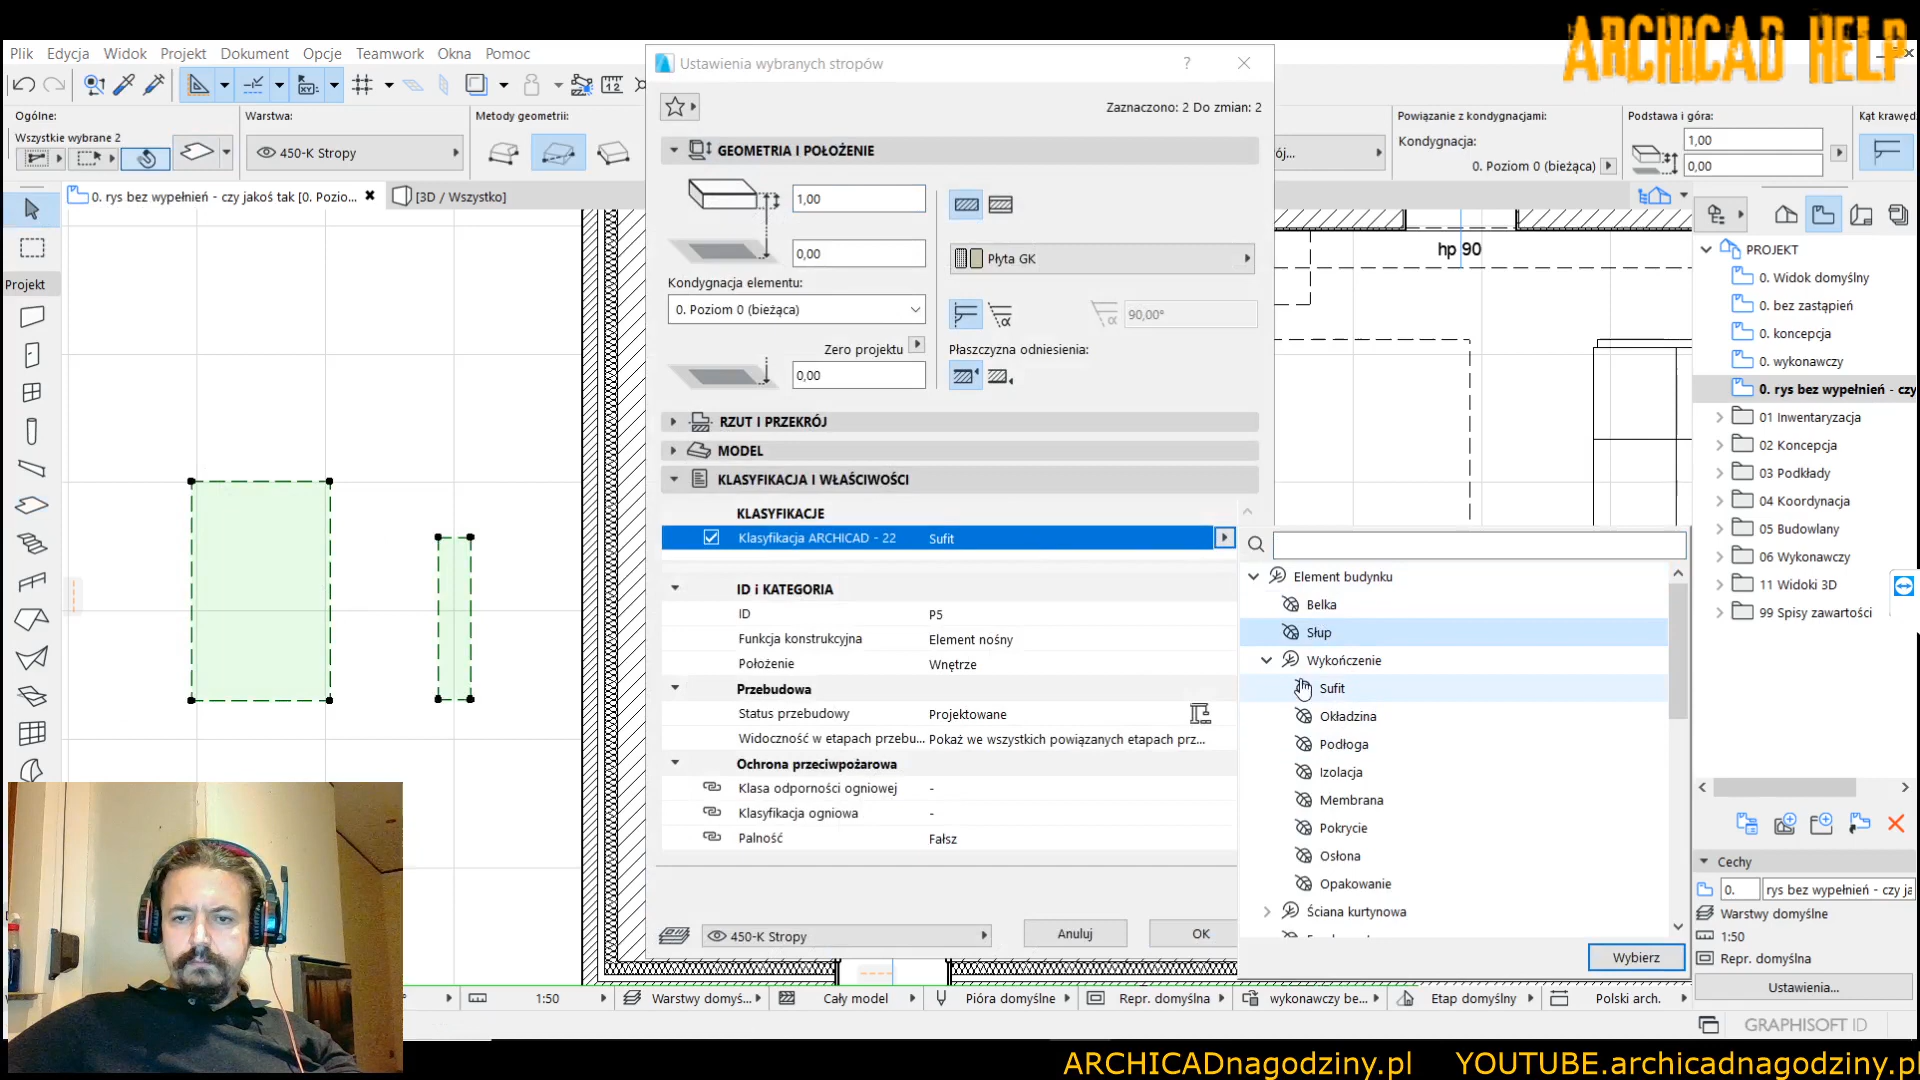 ARCHICAD HELP
Plik Edycja Widok Projekt Dokument Opcje Teamwork Okna Pomoc
Ogólne:
Wszystkie wybrane 2
Warstwa:
450-K Stropy
Metody geometrii:
0. rys bez wypełnień - czy jakoś tak [0. Pozio...
[3D / Wszystko]
Projekt
Ustawienia wybranych stropów
?
Zaznaczono: 2 Do zmian: 2
GEOMETRIA I POŁOŻENIE
1,00
0,00
Płyta GK
Kondygnacja elementu:
0. Poziom 0 (bieżąca)
90,00°
Zero projektu
Płaszczyzna odniesienia:
0,00
RZUT I PRZEKRÓJ
MODEL
KLASYFIKACJA I WŁAŚCIWOŚCI
KLASYFIKACJE
Klasyfikacja ARCHICAD - 22 Sufit
ID i KATEGORIA
ID P5
Funkcja konstrukcyjna Element nośny
Położenie Wnętrze
Przebudowa
Status przebudowy Projektowane
Widoczność w etapach przebu... Pokaż we wszystkich powiązanych etapach prz...
Ochrona przeciwpożarowa
Klasa odporności ogniowej -
Klasyfikacja ogniowa -
Palność Fałsz
450-K Stropy
Anuluj
OK
Element budynku
Belka
Słup
Wykończenie
Sufit
Okładzina
Podłoga
Izolacja
Membrana
Pokrycie
Osłona
Opakowanie
Ściana kurtynowa
Wybierz
ój...
Powiązanie z kondygnacjami:
Kondygnacja:
0. Poziom 0 (bieżąca)
Podstawa i góra:
1,00
0,00
Kąt krawęd
hp 90
PROJEKT
0. Widok domyślny
0. bez zastąpień
0. koncepcja
0. wykonawczy
0. rys bez wypełnień - czy
01 Inwentaryzacja
02 Koncepcja
03 Podkłady
04 Koordynacja
05 Budowlany
06 Wykonawczy
11 Widoki 3D
99 Spisy zawartości
Cechy
0. rys bez wypełnień - czy ja
Warstwy domyślne
1:50
Repr. domyślna
Ustawienia...
1:50 Warstwy domyś... Cały model Pióra domyślne Repr. domyślna wykonawczy be... Etap domyślny Polski arch.
GRAPHISOFT ID
ARCHICADnagodziny.pl YOUTUBE.archicadnagodziny.pl